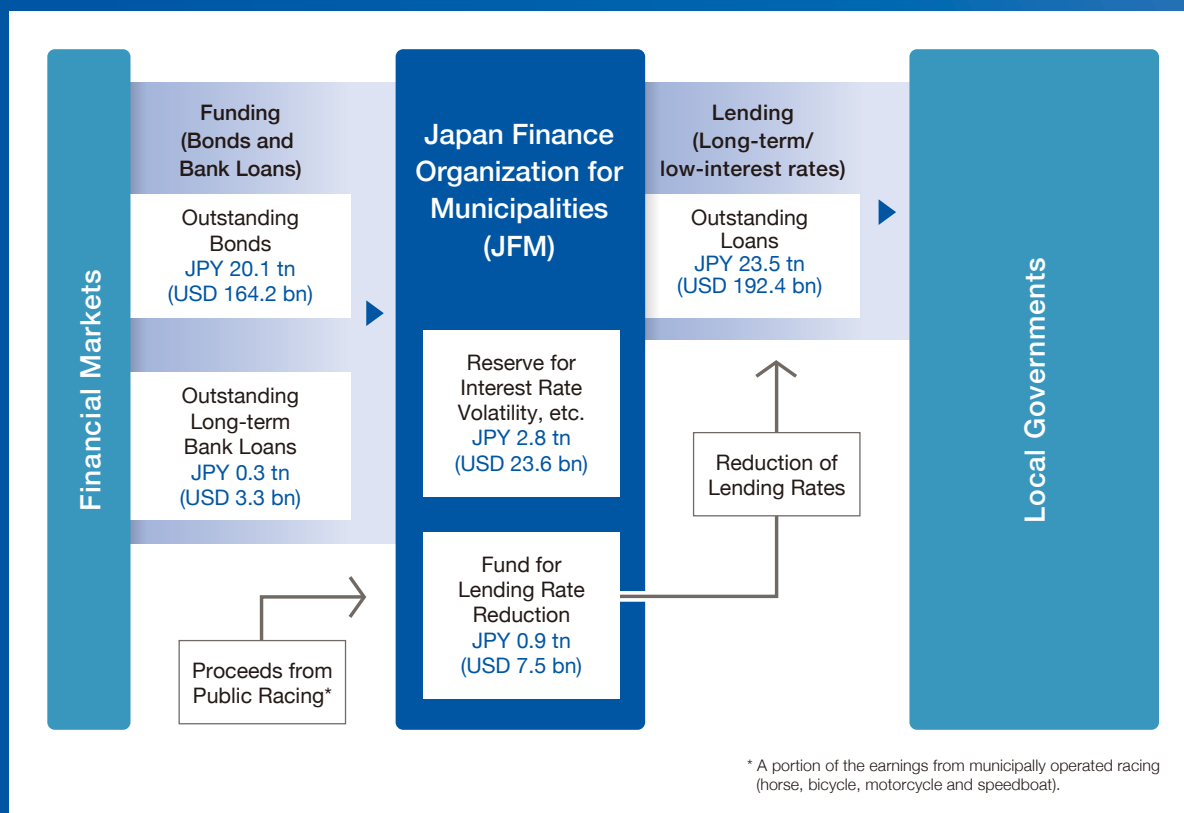 Financial Markets
Funding
(Bonds and
Bank Loans)
Outstanding
Bonds
JPY 20.1 tn
(USD 164.2 bn)
Outstanding
Long-term
Bank Loans
JPY 0.3 tn
(USD 3.3 bn)
Proceeds from
Public Racing*
Japan Finance
Organization for
Municipalities
(JFM)
Reserve for
Interest Rate
Volatility, etc.
JPY 2.8 tn
(USD 23.6 bn)
Fund for
Lending Rate
Reduction
JPY 0.9 tn
(USD 7.5 bn)
Lending
(Long-term/
low-interest rates)
Outstanding
Loans
JPY 23.5 tn
(USD 192.4 bn)
Reduction of
Lending Rates
Local Governments
* A portion of the earnings from municipally operated racing
(horse, bicycle, motorcycle and speedboat).